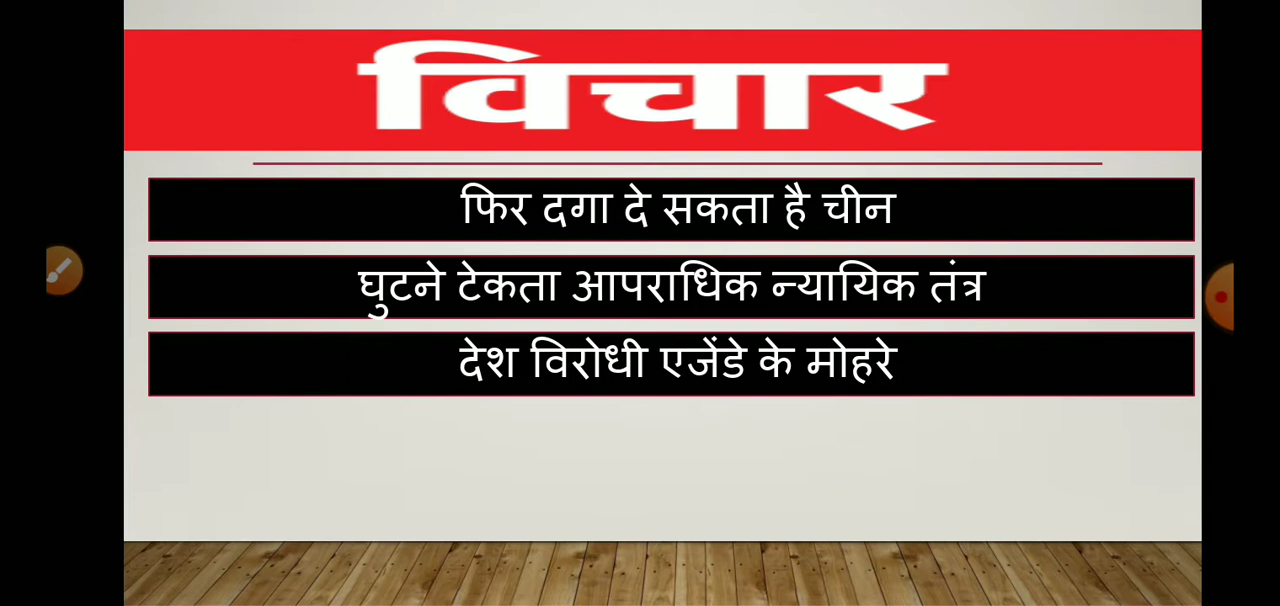 विचार
फिर दगा दे सकता है चीन
घुटने टेकता आपराधिक न्यायिक तंत्र
देश विरोधी एजेंडे के मोहरे